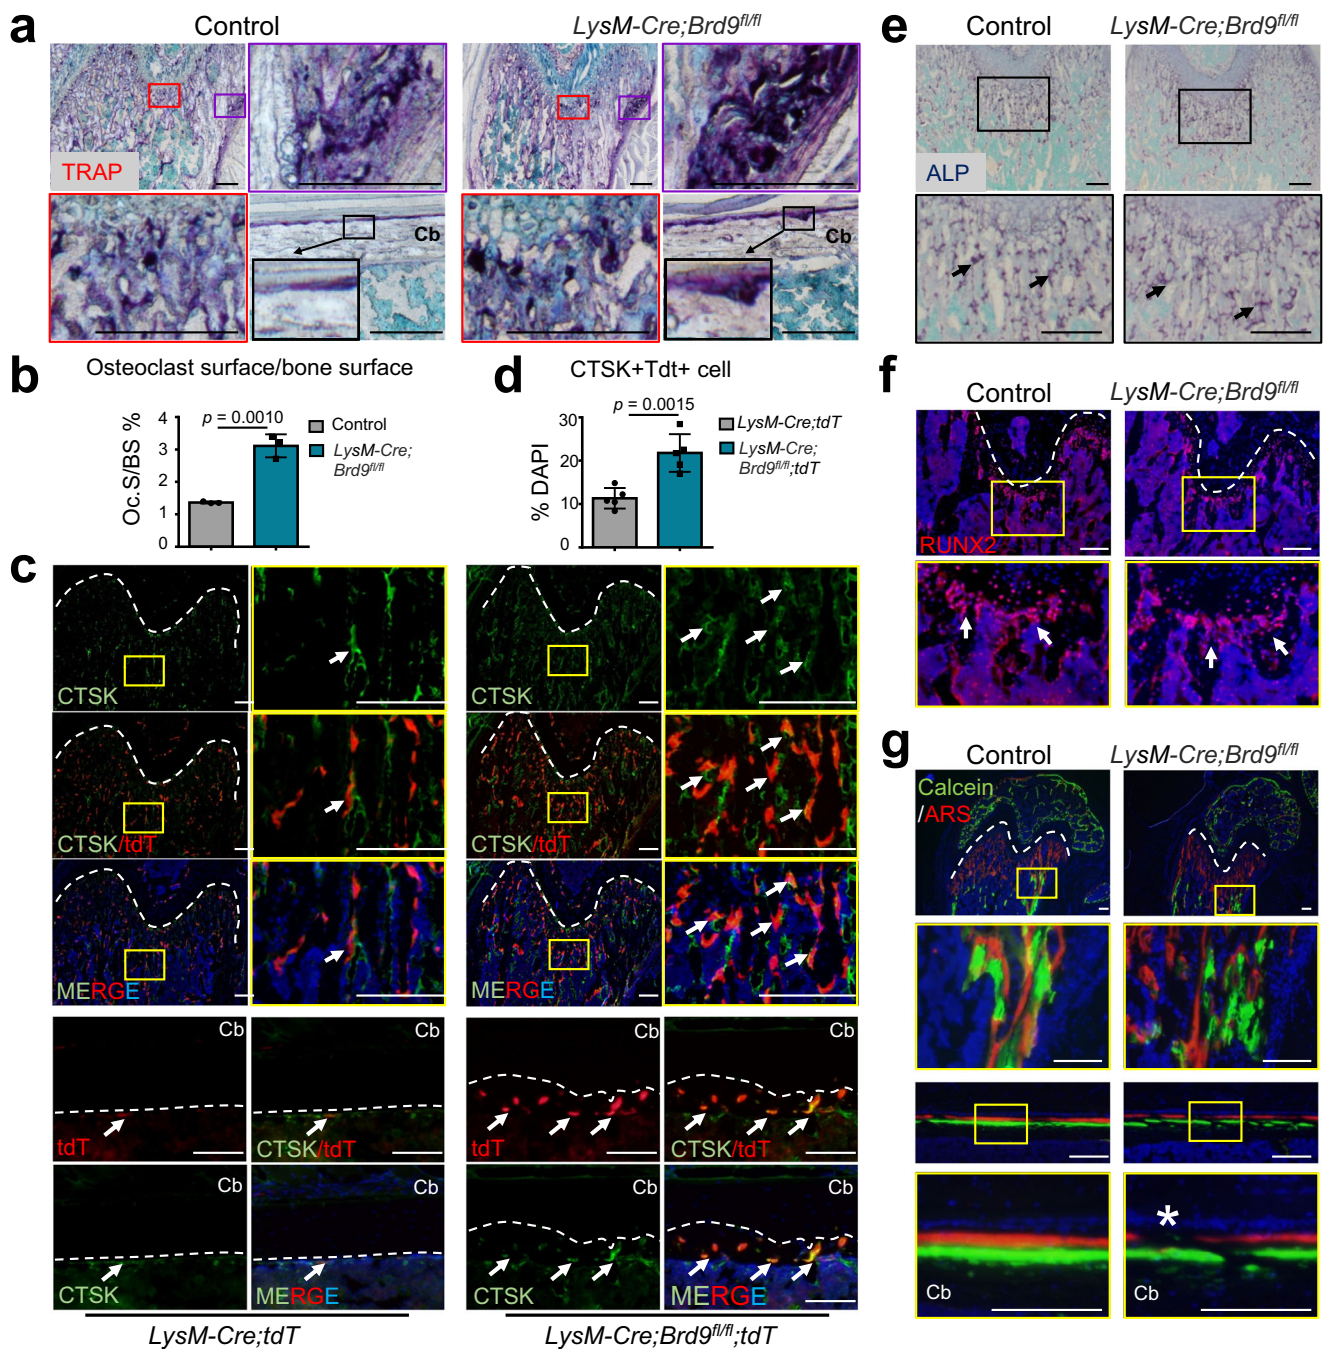 a
Control
LysM-Cre;Brd9fl/fl
TRAP
Cb
Cb
b
Osteoclast surface/bone surface
Oc.S/BS %
4
3
2
1
0
p = 0.0010
Control
LysM-Cre;
Brd9fl/fl
d
CTSK+Tdt+ cell
% DAPI
30
20
10
0
p = 0.0015
LysM-Cre;tdT
LysM-Cre;
Brd9fl/fl;tdT
c
CTSK
CTSK
CTSK/tdT
CTSK/tdT
MERGE
MERGE
Cb
Cb
Cb
Cb
tdT
CTSK/tdT
tdT
CTSK/tdT
Cb
Cb
Cb
Cb
CTSK
MERGE
CTSK
MERGE
LysM-Cre;tdT
LysM-Cre;Brd9fl/fl;tdT
e
Control
LysM-Cre;Brd9fl/fl
ALP
f
Control
LysM-Cre;Brd9fl/fl
RUNX2
g
Control
LysM-Cre;Brd9fl/fl
Calcein
/ARS
*
Cb
Cb